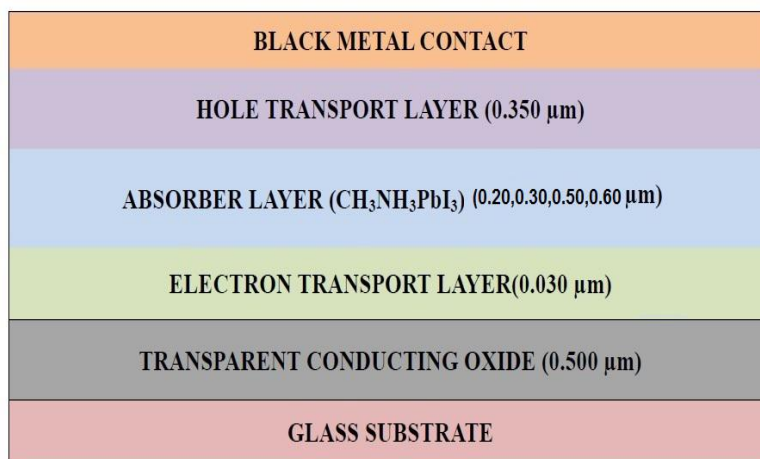 BLACK METAL CONTACT
HOLE TRANSPORT LAYER (0.350 µm)
ABSORBER LAYER (CH₃NH₃PbI₃) (0.20,0.30,0.50,0.60 µm)
ELECTRON TRANSPORT LAYER(0.030 µm)
TRANSPARENT CONDUCTING OXIDE (0.500 µm)
GLASS SUBSTRATE